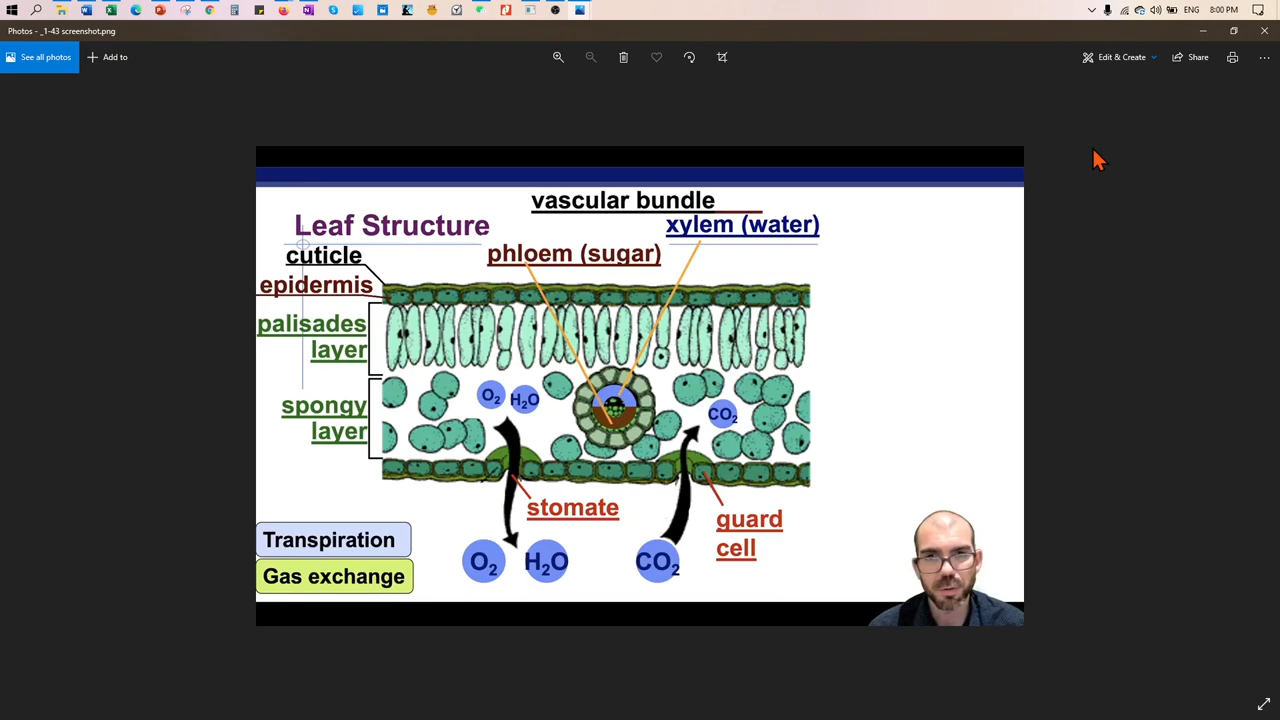 ENG 8:00 PM
Photos - _1-43 screenshot.png
See all photos Add to Edit & Create Share
vascular bundle
Leaf Structure xylem (water)
cuticle phloem (sugar)
epidermis
palisades
layer
spongy
layer
O₂ H₂O CO₂
stomate
guard
cell
Transpiration
O₂ H₂O CO₂
Gas exchange